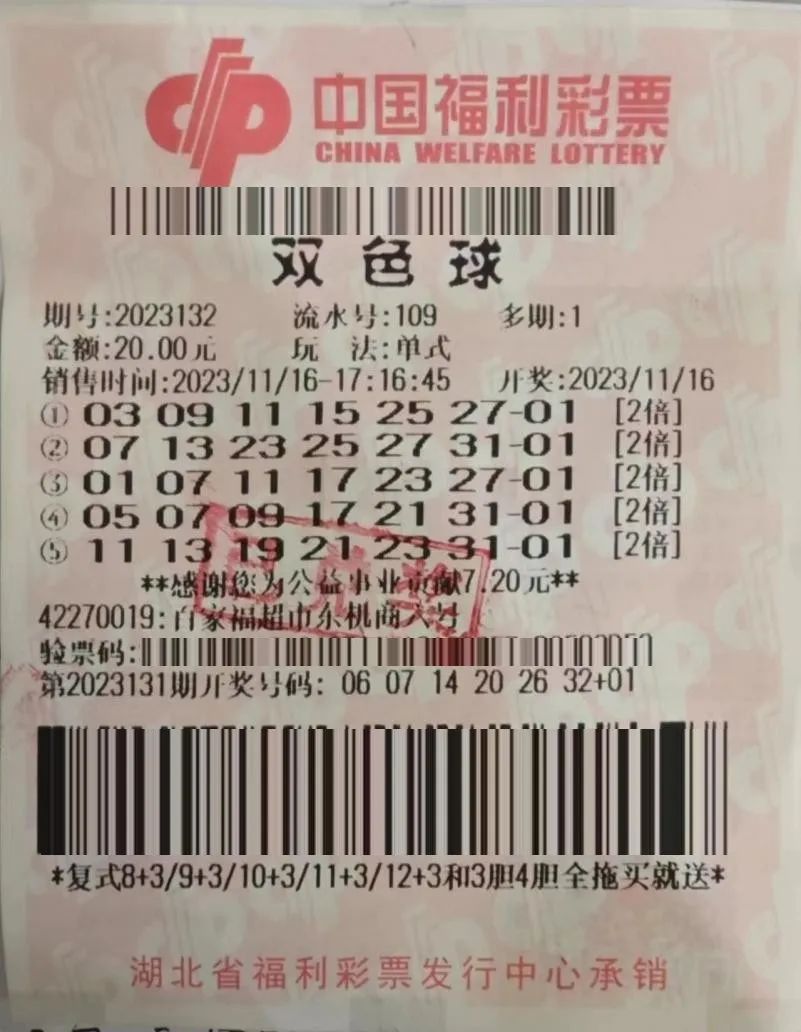 中国福利彩票
CHINA WELFARE LOTTERY
双色球
期号:2023132 流水号:109 多期:1
金额:20.00元 玩 法:单式
销售时间:2023/11/16-17:16:45 开奖:2023/11/16
① 03 09 11 15 25 27-01 [2倍]
② 07 13 23 25 27 31-01 [2倍]
③ 01 07 11 17 23 27-01 [2倍]
④ 05 07 09 17 21 31-01 [2倍]
⑤ 11 13 19 21 23 31-01 [2倍]
**感谢您为公益事业贡献7.20元**
42270019:百家福超市东机商六号
验票码:
第2023131期开奖号码: 06 07 14 20 26 32+01
*复式8+3/9+3/10+3/11+3/12+3和3胆4胆全拖买就送*
湖北省福利彩票发行中心承销